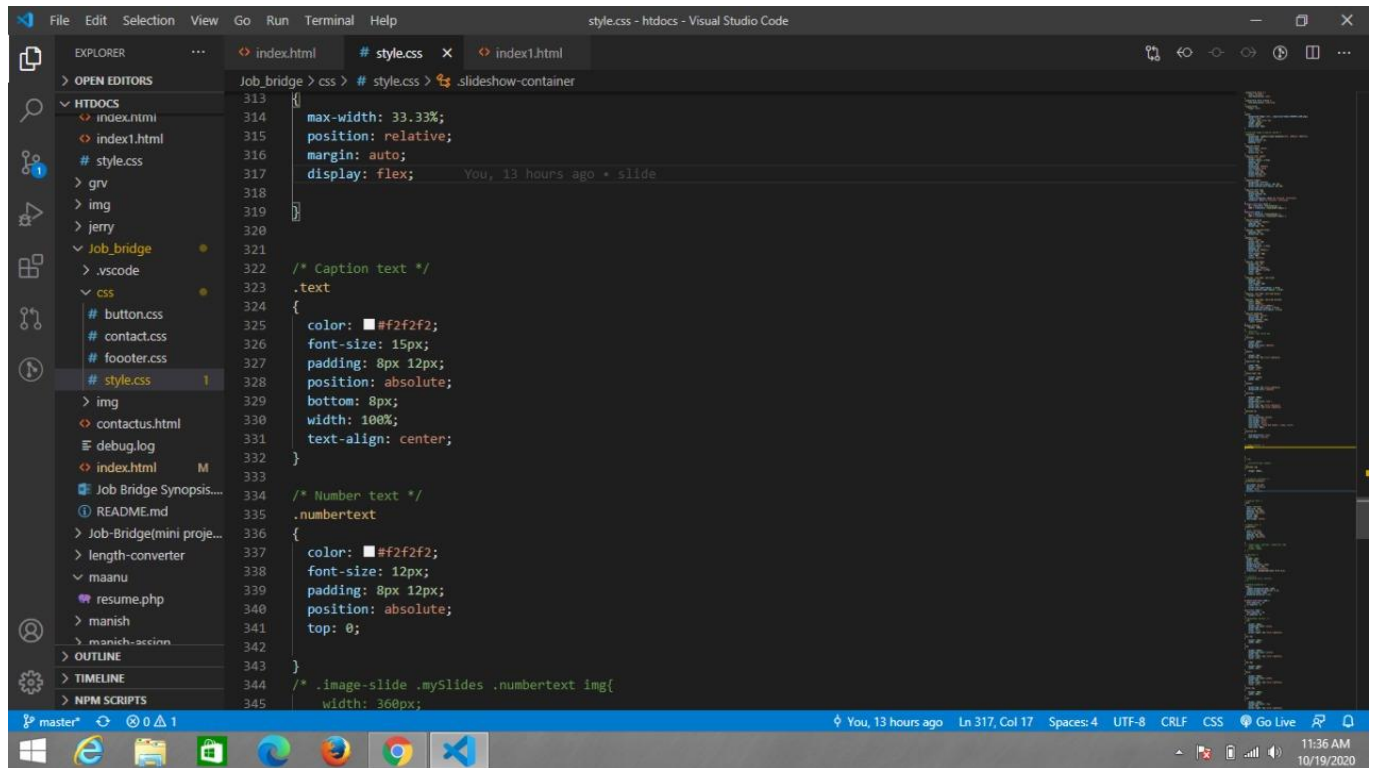 File Edit Selection View Go Run Terminal Help
style.css - htdocs - Visual Studio Code
EXPLORER
index.html
# style.css
index1.html
> OPEN EDITORS
Job_bridge > css > # style.css > .slideshow-container
HTDOCS
index.html
index1.html
# style.css
> grv
> img
> jerry
Job_bridge
> .vscode
css
# button.css
# contact.css
# foooter.css
# style.css 1
> img
contactus.html
debug.log
index.html M
Job Bridge Synopsis....
README.md
> Job-Bridge(mini proje...
> length-converter
maanu
resume.php
> manish
> manish-assign
> OUTLINE
> TIMELINE
> NPM SCRIPTS
1
313 {
314 max-width: 33.33%;
315 position: relative;
316 margin: auto;
317 display: flex; You, 13 hours ago • slide
318
319 }
320
321
322 /* Caption text */
323 .text
324 {
325 color: #f2f2f2;
326 font-size: 15px;
327 padding: 8px 12px;
328 position: absolute;
329 bottom: 8px;
330 width: 100%;
331 text-align: center;
332 }
333
334 /* Number text */
335 .numbertext
336 {
337 color: #f2f2f2;
338 font-size: 12px;
339 padding: 8px 12px;
340 position: absolute;
341 top: 0;
342
343 }
344 /* .image-slide .mySlides .numbertext img{
345 width: 360px;
master* 0 1
You, 13 hours ago Ln 317, Col 17 Spaces: 4 UTF-8 CRLF CSS Go Live
11:36 AM
10/19/2020